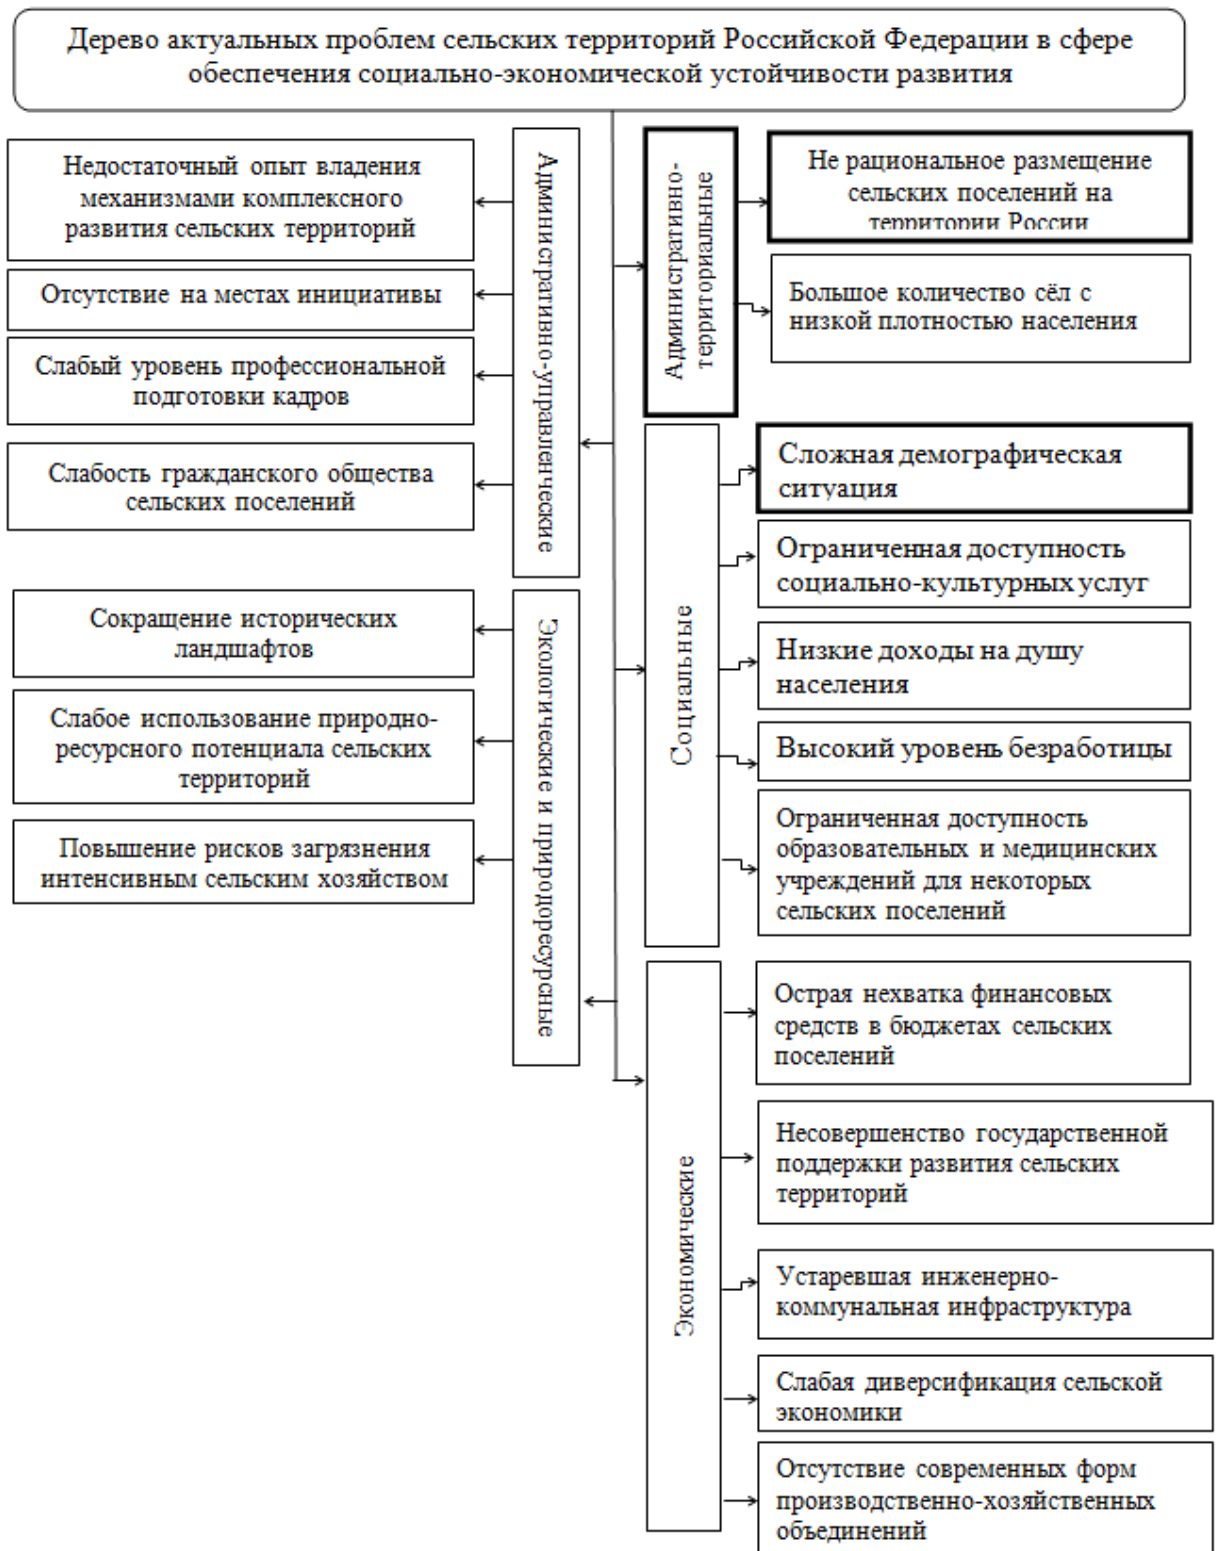 Дерево актуальных проблем сельских территорий Российской Федерации в сфере
обеспечения социально-экономической устойчивости развития
Административно-управленческие
Недостаточный опыт владения
механизмами комплексного
развития сельских территорий
Отсутствие на местах инициативы
Слабый уровень профессиональной
подготовки кадров
Слабость гражданского общества
сельских поселений
Экологические и природоресурсные
Сокращение исторических
ландшафтов
Слабое использование природно-
ресурсного потенциала сельских
территорий
Повышение рисков загрязнения
интенсивным сельским хозяйством
Административно-
территориальные
Не рациональное размещение
сельских поселений на
территории России
Большое количество сёл с
низкой плотностью населения
Социальные
Сложная демографическая
ситуация
Ограниченная доступность
социально-культурных услуг
Низкие доходы на душу
населения
Высокий уровень безработицы
Ограниченная доступность
образовательных и медицинских
учреждений для некоторых
сельских поселений
Экономические
Острая нехватка финансовых
средств в бюджетах сельских
поселений
Несовершенство государственной
поддержки развития сельских
территорий
Устаревшая инженерно-
коммунальная инфраструктура
Слабая диверсификация сельской
экономики
Отсутствие современных форм
производственно-хозяйственных
объединений